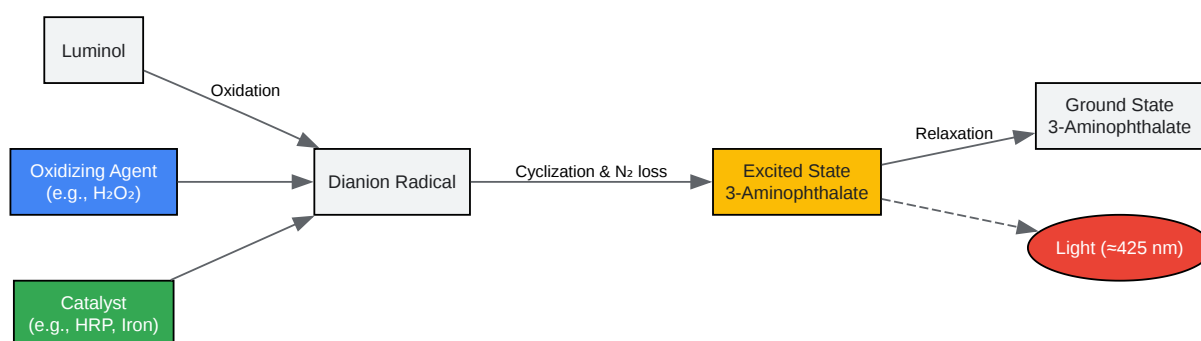 Luminol
Oxidation
Oxidizing Agent
(e.g., H₂O₂)
Catalyst
(e.g., HRP, Iron)
Dianion Radical
Cyclization & N₂ loss
Excited State
3-Aminophthalate
Relaxation
Ground State
3-Aminophthalate
Light (≈425 nm)